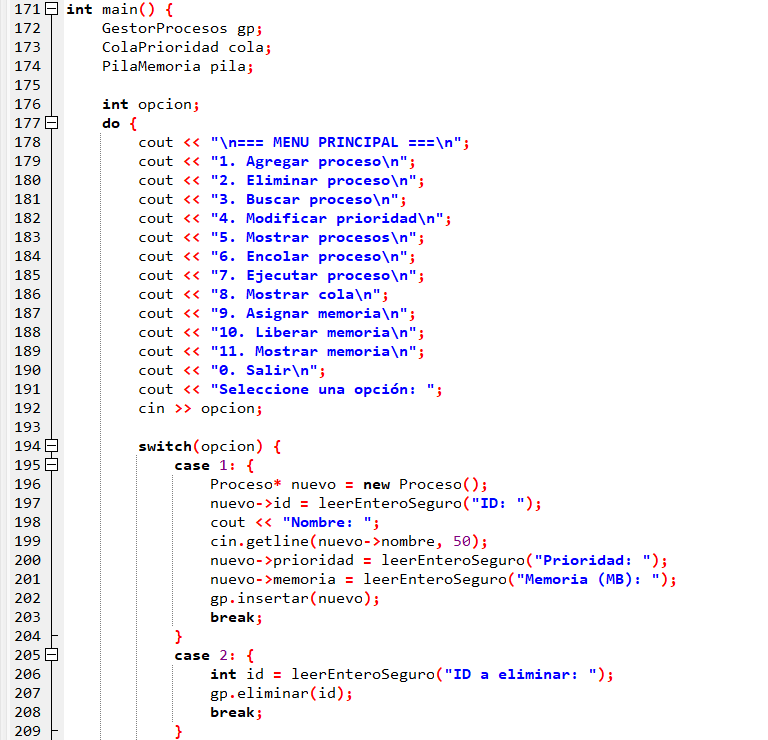 171 int main() {
172     GestorProcesos gp;
173     ColaPrioridad cola;
174     PilaMemoria pila;
175
176     int opcion;
177     do {
178         cout << "\n=== MENU PRINCIPAL ===\n";
179         cout << "1. Agregar proceso\n";
180         cout << "2. Eliminar proceso\n";
181         cout << "3. Buscar proceso\n";
182         cout << "4. Modificar prioridad\n";
183         cout << "5. Mostrar procesos\n";
184         cout << "6. Encolar proceso\n";
185         cout << "7. Ejecutar proceso\n";
186         cout << "8. Mostrar cola\n";
187         cout << "9. Asignar memoria\n";
188         cout << "10. Liberar memoria\n";
189         cout << "11. Mostrar memoria\n";
190         cout << "0. Salir\n";
191         cout << "Seleccione una opción: ";
192         cin >> opcion;
193
194         switch(opcion) {
195             case 1: {
196                 Proceso* nuevo = new Proceso();
197                 nuevo->id = leerEnteroSeguro("ID: ");
198                 cout << "Nombre: ";
199                 cin.getline(nuevo->nombre, 50);
200                 nuevo->prioridad = leerEnteroSeguro("Prioridad: ");
201                 nuevo->memoria = leerEnteroSeguro("Memoria (MB): ");
202                 gp.insertar(nuevo);
203                 break;
204             }
205             case 2: {
206                 int id = leerEnteroSeguro("ID a eliminar: ");
207                 gp.eliminar(id);
208                 break;
209             }